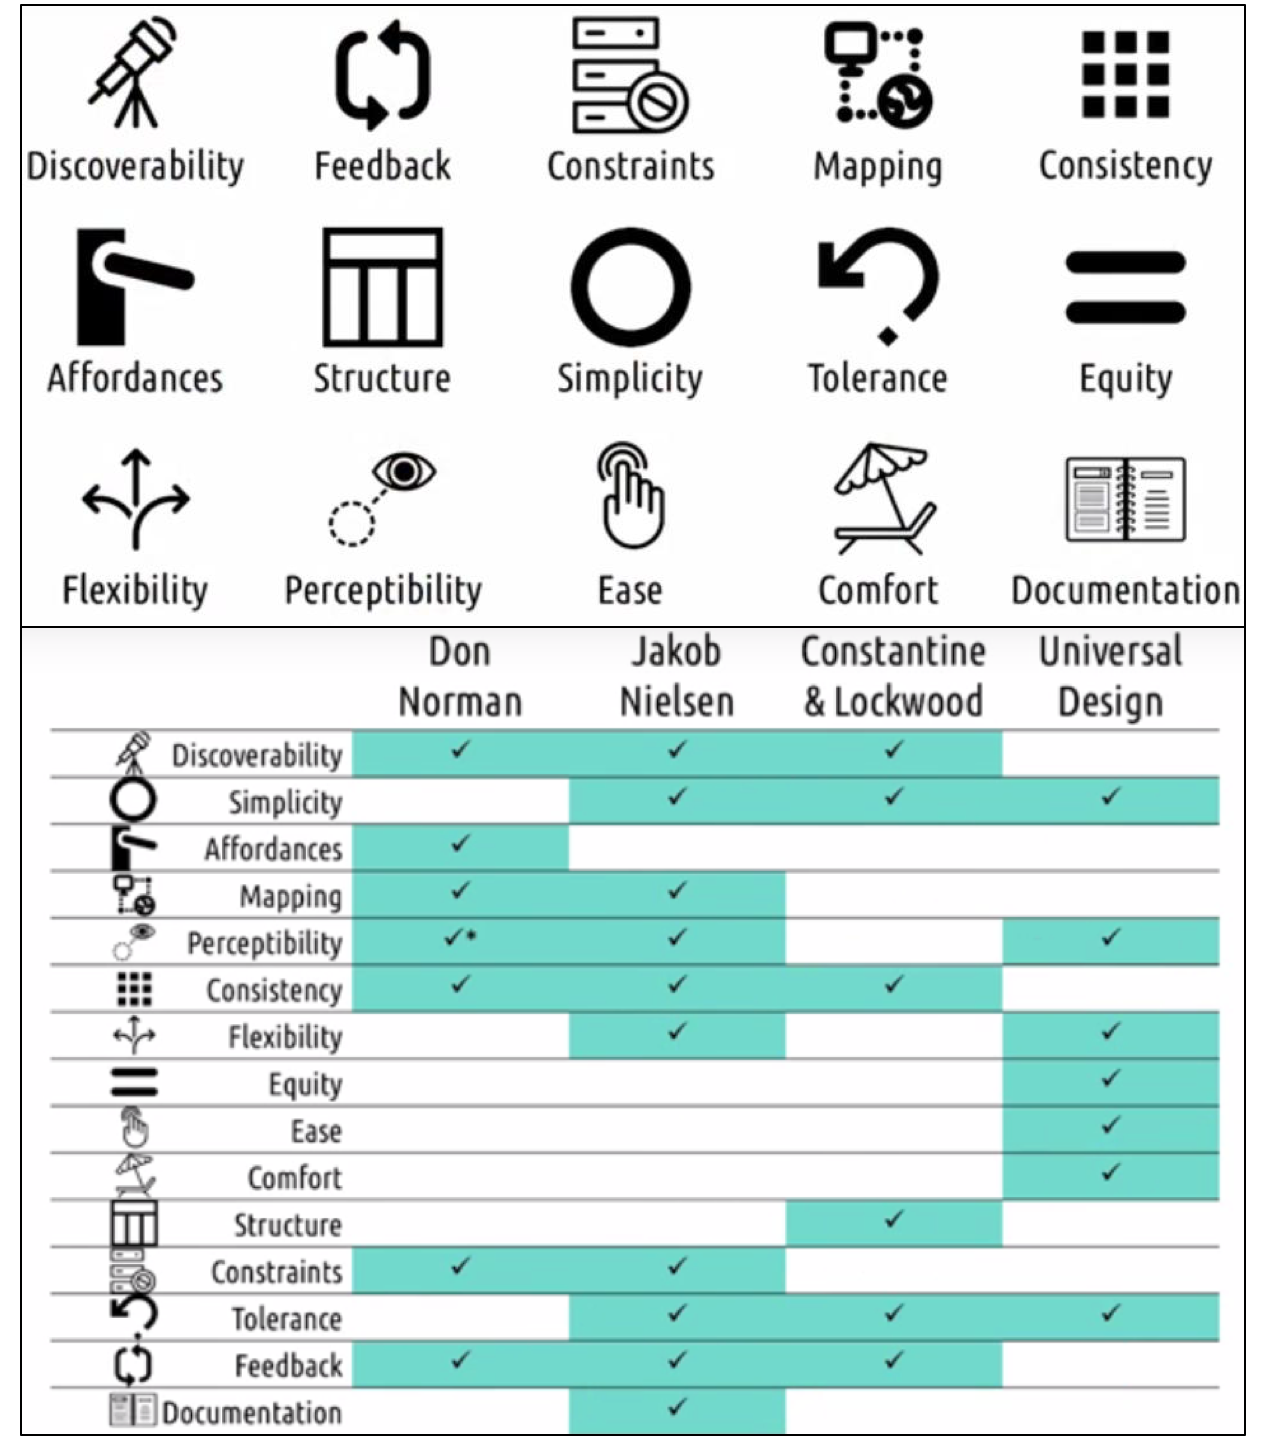 Discoverability Feedback Constraints Mapping Consistency
Affordances Structure Simplicity Tolerance Equity
Flexibility Perceptibility Ease Comfort Documentation
Don Jakob Constantine Universal
Norman Nielsen & Lockwood Design
Discoverability ✓ ✓ ✓
Simplicity ✓ ✓ ✓
Affordances ✓
Mapping ✓ ✓
Perceptibility ✓* ✓ ✓
Consistency ✓ ✓ ✓
Flexibility ✓ ✓
Equity ✓
Ease ✓
Comfort ✓
Structure ✓
Constraints ✓ ✓
Tolerance ✓ ✓ ✓
Feedback ✓ ✓ ✓
Documentation ✓